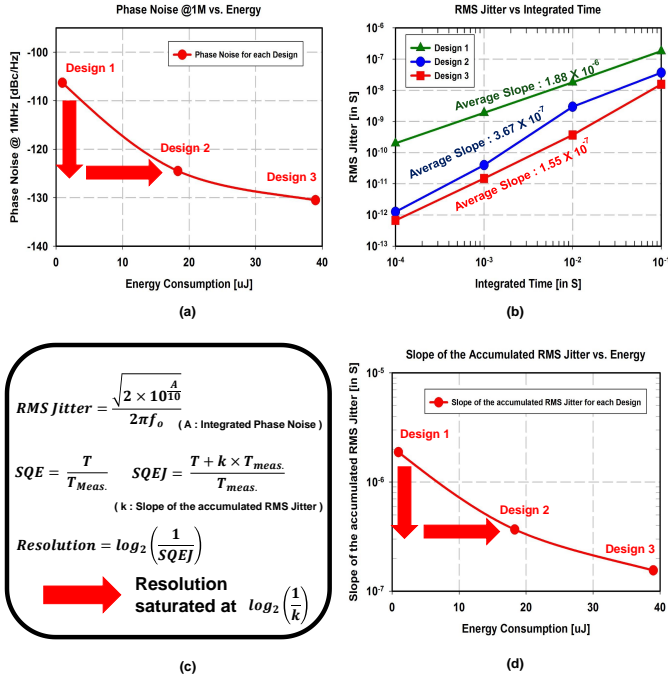 Phase Noise @1M vs. Energy
Phase Noise @ 1MHz [dBc/Hz]
-100
-110
-120
-130
-140
Phase Noise for each Design
Design 1
Design 2
Design 3
0 10 20 30 40
Energy Consumption [uJ]
(a)
RMS Jitter vs Integrated Time
RMS Jitter [in S]
10^-6
10^-7
10^-8
10^-9
10^-10
10^-11
10^-12
10^-13
Design 1
Design 2
Design 3
Average Slope : 1.88 X 10^-6
Average Slope : 3.67 X 10^-7
Average Slope : 1.55 X 10^-7
10^-4 10^-3 10^-2 10^-1
Integrated Time [in S]
(b)
RMS Jitter = √(2 × 10^(A/10)) / 2πf_o
( A : Integrated Phase Noise )
SQE = T / T_Meas. SQEJ = (T + k × T_meas.) / T_meas.
( k : Slope of the accumulated RMS Jitter )
Resolution = log_2 (1/SQEJ)
Resolution
saturated at log_2 (1/k)
(c)
Slope of the Accumulated RMS Jitter vs. Energy
Slope of the accumulated RMS Jitter [in S]
10^-5
10^-6
10^-7
Slope of the accumulated RMS Jitter for each Design
Design 1
Design 2
Design 3
0 10 20 30 40
Energy Consumption [uJ]
(d)